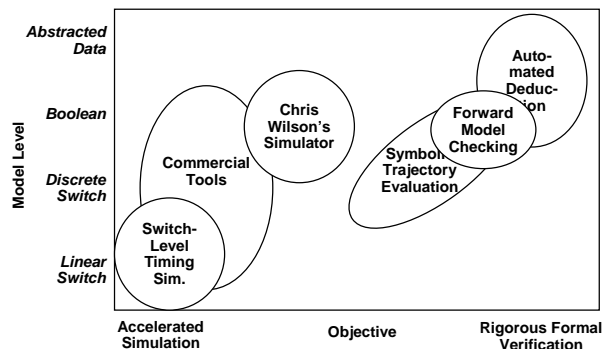 Abstracted
Data
Boolean
Discrete
Switch
Linear
Switch
Model Level
Auto-
mated
Deduc-
tion
Chris
Wilson's
Simulator
Forward
Model
Checking
Commercial
Tools
Symbol
Trajectory
Evaluation
Switch-
Level
Timing
Sim.
Accelerated
Simulation
Objective
Rigorous Formal
Verification